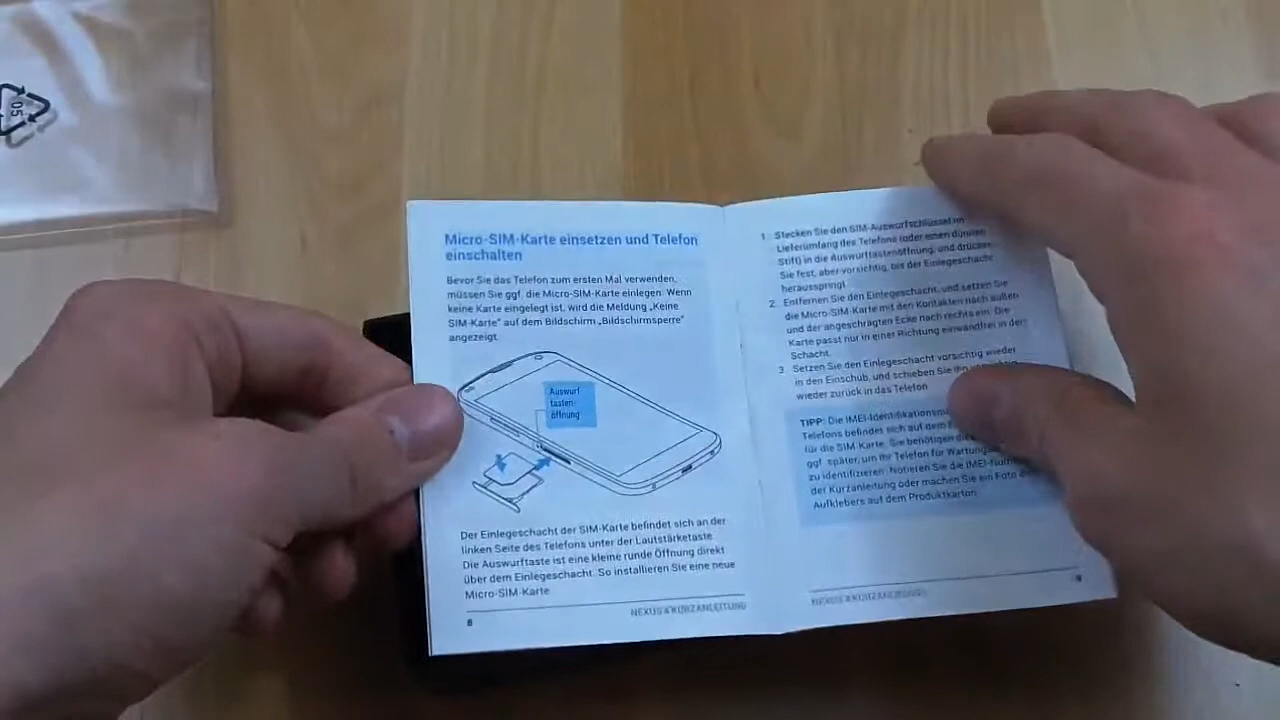 05
Micro-SIM-Karte einsetzen und Telefon
einschalten
Bevor Sie das Telefon zum ersten Mal verwenden,
müssen Sie ggf. die Micro-SIM-Karte einlegen. Wenn
keine Karte eingelegt ist, wird die Meldung „Keine
SIM-Karte" auf dem Bildschirm „Bildschirmsperre"
angezeigt.
Auswurf-
tasten-
öffnung
Der Einlegeschacht der SIM-Karte befindet sich an der
linken Seite des Telefons unter der Lautstärketaste.
Die Auswurftaste ist eine kleine runde Öffnung direkt
über dem Einlegeschacht. So installieren Sie eine neue
Micro-SIM-Karte
NEXUS 4 KURZANLEITUNG
8
1. Stecken Sie den SIM-Auswurfschlüssel im
Lieferumfang des Telefons (oder einen dünnen
Stift) in die Auswurftastenöffnung, und drücken
Sie fest, aber vorsichtig, bis der Einlegeschacht
herausspringt.
2. Entfernen Sie den Einlegeschacht, und setzen Sie
die Micro-SIM-Karte mit den Kontakten nach außen
und der angeschrägten Ecke nach rechts ein. Die
Karte passt nur in einer Richtung einwandfrei in den
Schacht.
3. Setzen Sie den Einlegeschacht vorsichtig wieder
in den Einschub, und schieben Sie ihn vorsichtig
wieder zurück in das Telefon
TIPP: Die IMEI-Identifikationsnu
Telefons befindet sich auf dem E
für die SIM-Karte. Sie benötigen die
ggf. später, um Ihr Telefon für Wartungs
zu identifizieren. Notieren Sie die IMEI-Nummer
der Kurzanleitung oder machen Sie ein Foto
Aufklebers auf dem Produktkarton
NEXUS 4 KURZANLEITUNG
9